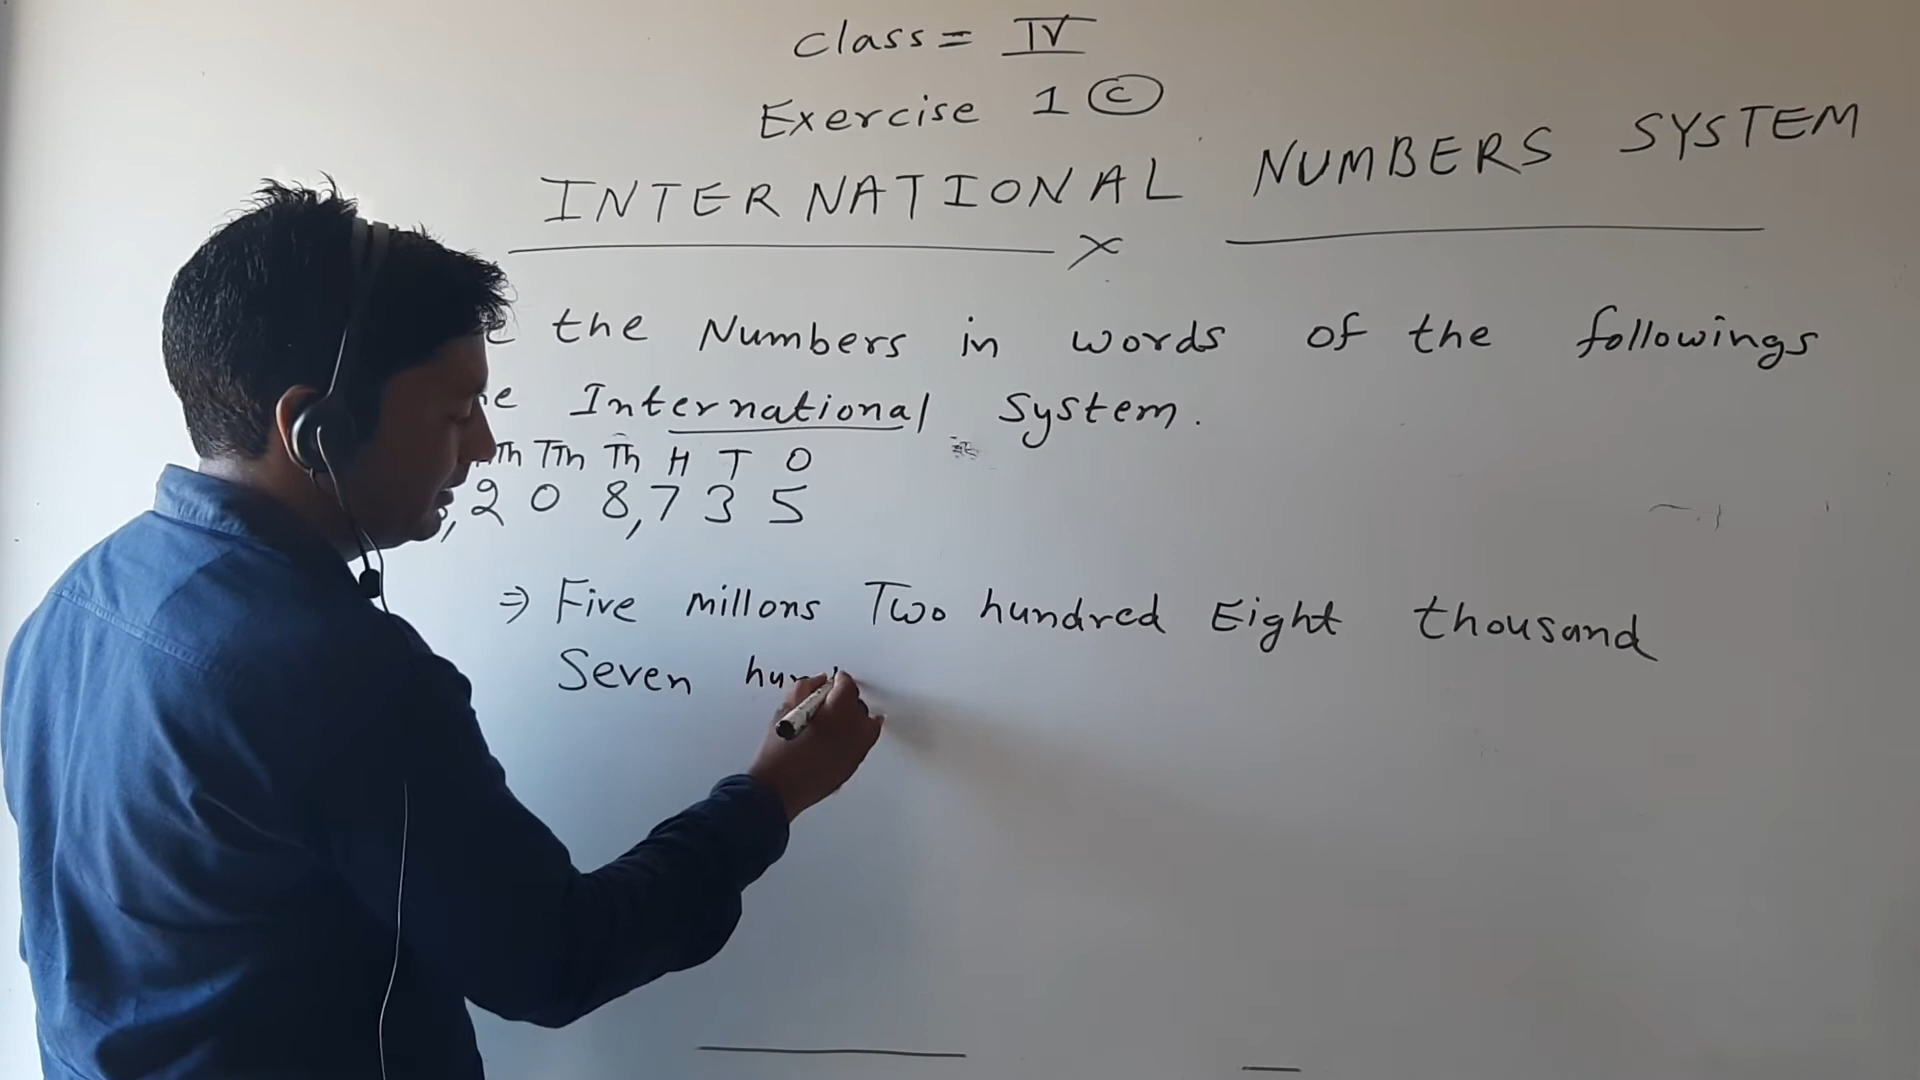 Class = IV
Exercise 1 (c)
INTERNATIONAL NUMBERS SYSTEM
the Numbers in words of the followings
International System.
TTh Th H T O
,2 0 8,7 3 5
⇒ Five millons Two hundred Eight thousand
Seven